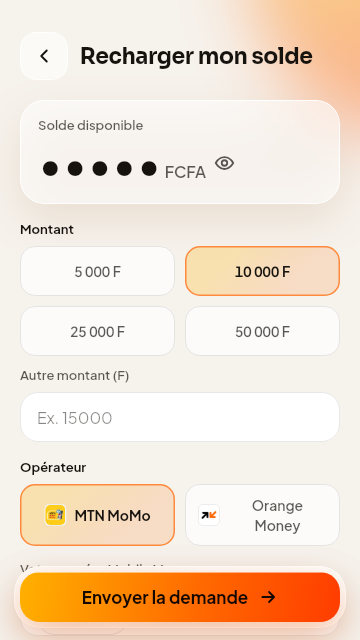 Recharger mon solde
Solde disponible
●●●●● FCFA
Montant
5 000 F
10 000 F
25 000 F
50 000 F
Autre montant (F)
Ex. 15000
Opérateur
MTN MoMo
Orange
Money
Envoyer la demande →